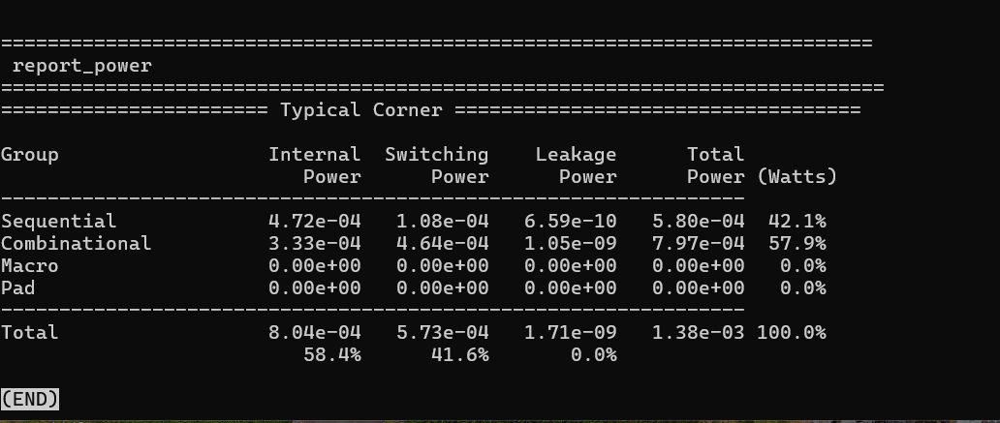 ===========================================================================
 report_power
============================================================================
======================= Typical Corner ===================================
Group                  Internal  Switching    Leakage      Total
                          Power      Power      Power      Power (Watts)
----------------------------------------------------------------
Sequential             4.72e-04   1.08e-04   6.59e-10   5.80e-04  42.1%
Combinational          3.33e-04   4.64e-04   1.05e-09   7.97e-04  57.9%
Macro                  0.00e+00   0.00e+00   0.00e+00   0.00e+00   0.0%
Pad                    0.00e+00   0.00e+00   0.00e+00   0.00e+00   0.0%
----------------------------------------------------------------
Total                  8.04e-04   5.73e-04   1.71e-09   1.38e-03 100.0%
                          58.4%      41.6%       0.0%
(END)